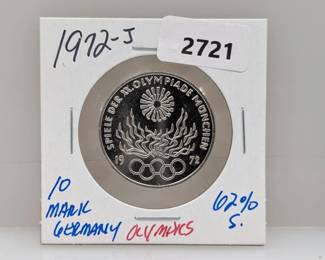 1972-J
2721
SPIELE DER XX. OLYMPIADE MÜNCHEN
19 72
10
MARK
GERMANY OLYMPICS
62%
S.